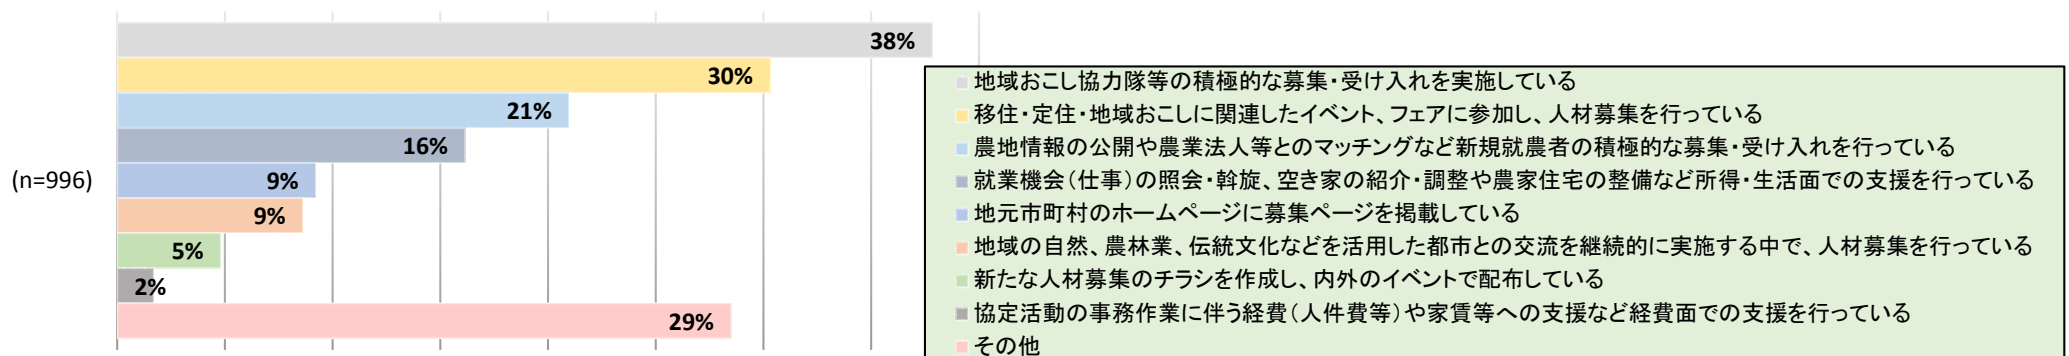 38%
30%
21%
16%
(n=996)
9%
9%
5%
2%
29%
地域おこし協力隊等の積極的な募集・受け入れを実施している
移住・定住・地域おこしに関連したイベント、フェアに参加し、人材募集を行っている
農地情報の公開や農業法人等とのマッチングなど新規就農者の積極的な募集・受け入れを行っている
就業機会（仕事）の照会・斡旋、空き家の紹介・調整や農家住宅の整備など所得・生活面での支援を行っている
地元市町村のホームページに募集ページを掲載している
地域の自然、農林業、伝統文化などを活用した都市との交流を継続的に実施する中で、人材募集を行っている
新たな人材募集のチラシを作成し、内外のイベントで配布している
協定活動の事務作業に伴う経費（人件費等）や家賃等への支援など経費面での支援を行っている
その他